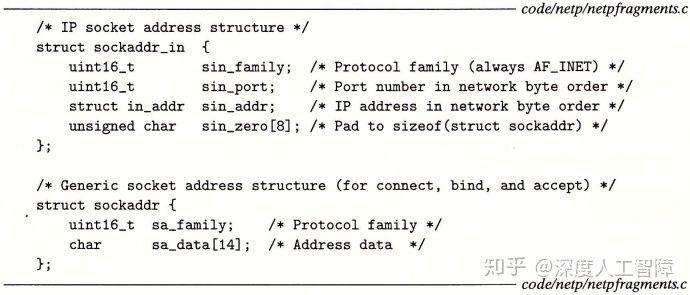 code/netp/netpfragments.c
/* IP socket address structure */
struct sockaddr_in  {
    uint16_t        sin_family;  /* Protocol family (always AF_INET) */
    uint16_t        sin_port;    /* Port number in network byte order */
    struct in_addr  sin_addr;    /* IP address in network byte order */
    unsigned char   sin_zero[8]; /* Pad to sizeof(struct sockaddr) */
};
/* Generic socket address structure (for connect, bind, and accept) */
struct sockaddr {
    uint16_t  sa_family;    /* Protocol family */
    char      sa_data[14];  /* Address data  */
};
知乎 @深度人工智障
code/netp/netpfragments.c